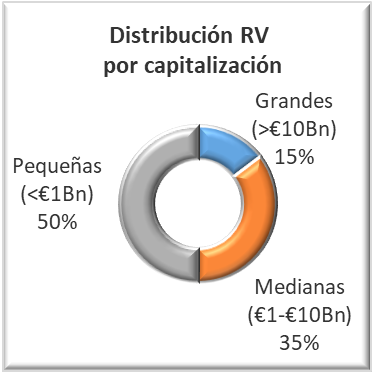 Distribución RV
por capitalización
Grandes
(>€10Bn)
15%
Pequeñas
(<€1Bn)
50%
Medianas
(€1-€10Bn)
35%